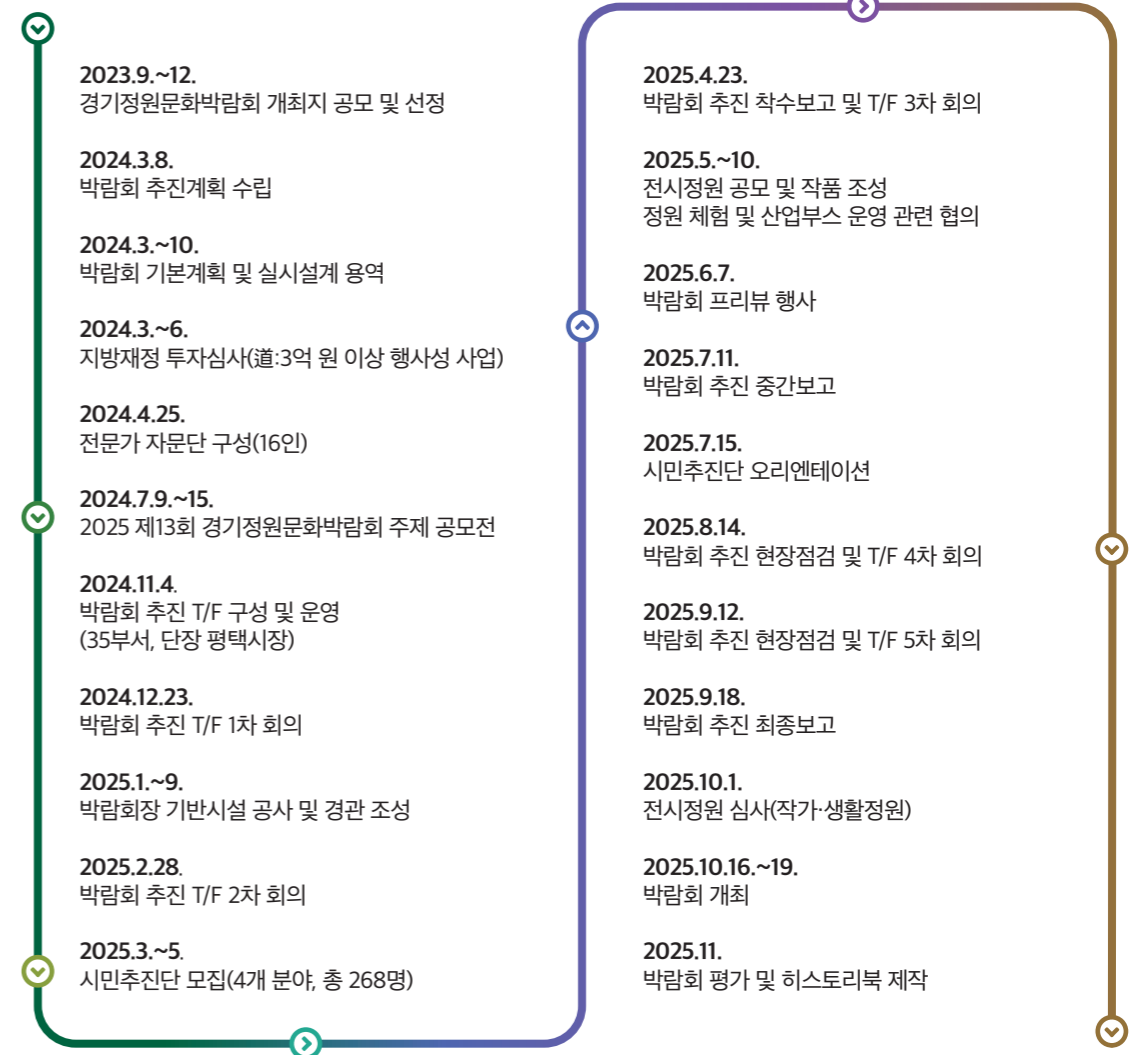 2023.9.~12.
경기정원문화박람회 개최지 공모 및 선정
2024.3.8.
박람회 추진계획 수립
2024.3.~10.
박람회 기본계획 및 실시설계 용역
2024.3.~6.
지방재정 투자심사(道:3억 원 이상 행사성 사업)
2024.4.25.
전문가 자문단 구성(16인)
2024.7.9.~15.
2025 제13회 경기정원문화박람회 주제 공모전
2024.11.4.
박람회 추진 T/F 구성 및 운영
(35부서, 단장 평택시장)
2024.12.23.
박람회 추진 T/F 1차 회의
2025.1.~9.
박람회장 기반시설 공사 및 경관 조성
2025.2.28.
박람회 추진 T/F 2차 회의
2025.3.~5.
시민추진단 모집(4개 분야, 총 268명)
2025.4.23.
박람회 추진 착수보고 및 T/F 3차 회의
2025.5.~10.
전시정원 공모 및 작품 조성
정원 체험 및 산업부스 운영 관련 협의
2025.6.7.
박람회 프리뷰 행사
2025.7.11.
박람회 추진 중간보고
2025.7.15.
시민추진단 오리엔테이션
2025.8.14.
박람회 추진 현장점검 및 T/F 4차 회의
2025.9.12.
박람회 추진 현장점검 및 T/F 5차 회의
2025.9.18.
박람회 추진 최종보고
2025.10.1.
전시정원 심사(작가·생활정원)
2025.10.16.~19.
박람회 개최
2025.11.
박람회 평가 및 히스토리북 제작